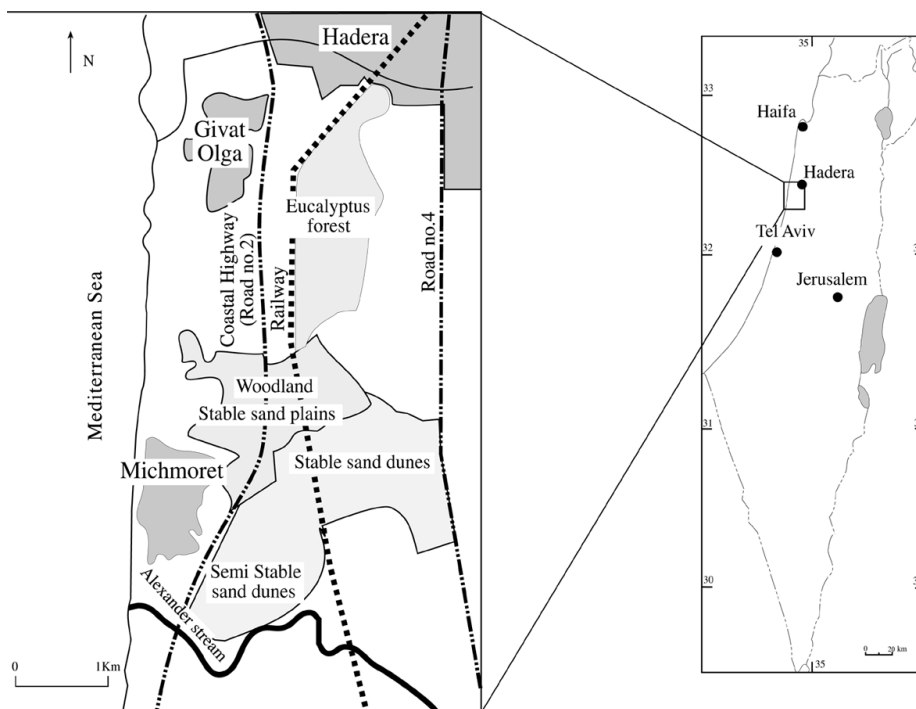 N
Hadera
Givat
Olga
Eucalyptus
forest
Coastal Highway
(Road no.2)
Railway
Road no.4
Mediterranean Sea
Woodland
Stable sand plains
Stable sand dunes
Michmoret
Semi Stable
sand dunes
Alexander stream
0 1Km
35
33
Haifa
Hadera
Tel Aviv
32
Jerusalem
31
30
0 20 km
35